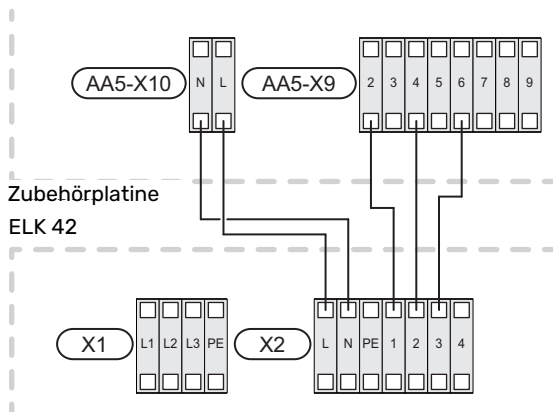 AA5-X10 N L AA5-X9 2 3 4 5 6 7 8 9
Zubehörplatine
ELK 42
X1 L1 L2 L3 PE X2 L N PE 1 2 3 4